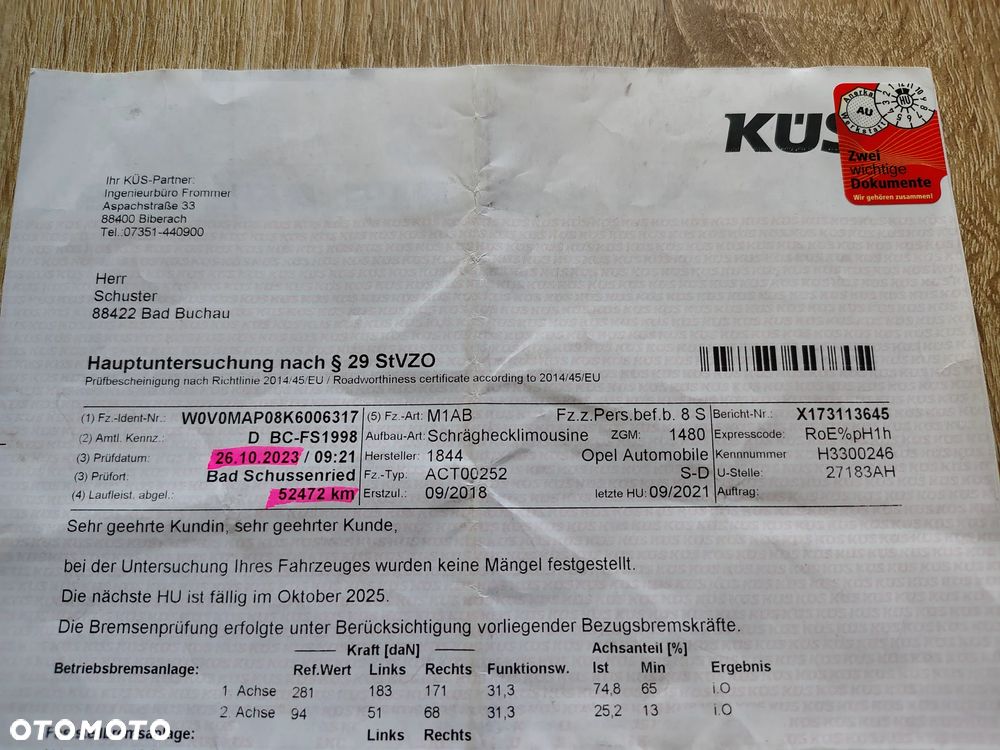 KÜS
Anerka
Werkstatt
AU
HU
Zwei
wichtige
Dokumente
Wir gehören zusammen!
Ihr KÜS-Partner:
Ingenieurbüro Frommer
Aspachstraße 33
88400 Biberach
Tel.:07351-440900
Herr
Schuster
88422 Bad Buchau
Hauptuntersuchung nach § 29 StVZO
Prüfbescheinigung nach Richtlinie 2014/45/EU / Roadworthiness certificate according to 2014/45/EU
(1) Fz.-Ident-Nr.: W0V0MAP08K6006317 (5) Fz.-Art: M1AB Fz.z.Pers.bef.b. 8 S Bericht-Nr.: X173113645
(2) Amtl. Kennz.: D BC-FS1998 Aufbau-Art: Schräghecklimousine ZGM: 1480 Expresscode: RoE%pH1h
(3) Prüfdatum: 26.10.2023 / 09:21 Hersteller: 1844 Opel Automobile Kennnummer H3300246
(3) Prüfort: Bad Schussenried Fz.-Typ: ACT00252 S-D U-Stelle: 27183AH
(4) Laufleist. abgel.: 52472 km Erstzul.: 09/2018 letzte HU: 09/2021 Auftrag:
Sehr geehrte Kundin, sehr geehrter Kunde,
bei der Untersuchung Ihres Fahrzeuges wurden keine Mängel festgestellt.
Die nächste HU ist fällig im Oktober 2025.
Die Bremsenprüfung erfolgte unter Berücksichtigung vorliegender Bezugsbremskräfte.
Kraft [daN] Achsanteil [%]
Betriebsbremsanlage: Ref.Wert Links Rechts Funktionsw. Ist Min Ergebnis
1 Achse 281 183 171 31,3 74,8 65 i.O
2. Achse 94 51 68 31,3 25,2 13 i.O
Links Rechts
OTOMOTO